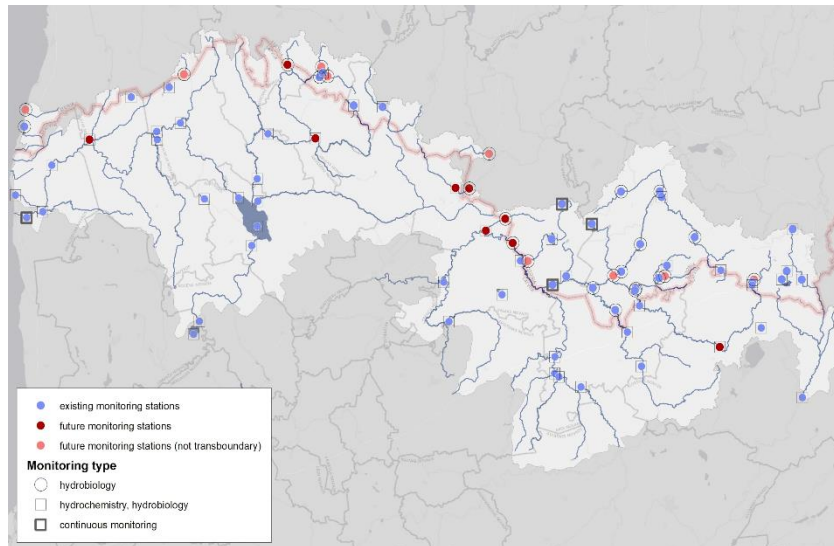 existing monitoring stations
future monitoring stations
future monitoring stations (not transboundary)
Monitoring type
hydrobiology
hydrochemistry, hydrobiology
continuous monitoring